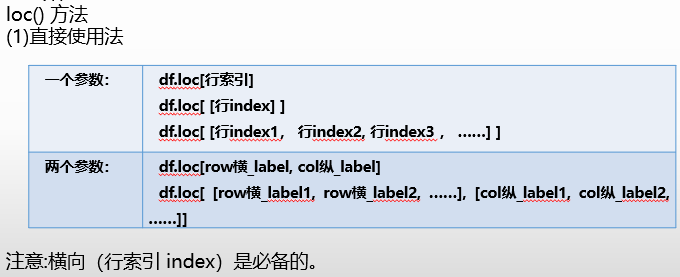 loc() 方法
(1)直接使用法
一个参数:
df.loc[行索引]
df.loc[ [行index] ]
df.loc[ [行index1, 行index2, 行index3 , ……] ]
两个参数:
df.loc[row横_label, col纵_label]
df.loc[ [row横_label1, row横_label2, ……], [col纵_label1, col纵_label2,
……]]
注意:横向（行索引 index）是必备的。